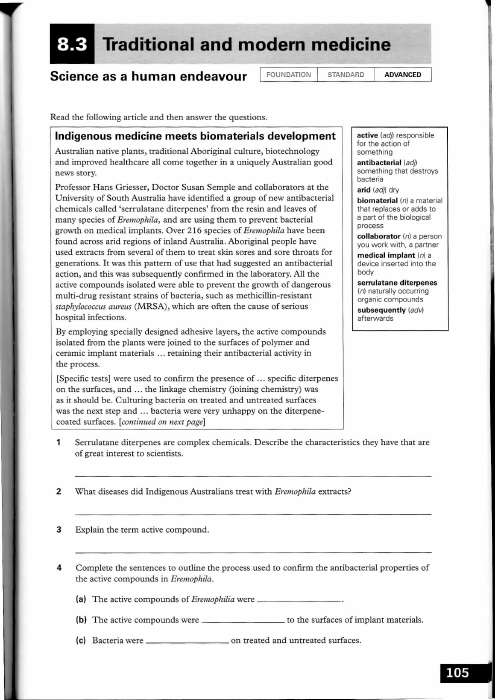 8.3 Traditional and modern medicine
Science as a human endeavour
FOUNDATION STANDARD ADVANCED
Read the following article and then answer the questions.
Indigenous medicine meets biomaterials development
Australian native plants, traditional Aboriginal culture, biotechnology
and improved healthcare all come together in a uniquely Australian good
news story.
Professor Hans Griesser, Doctor Susan Semple and collaborators at the
University of South Australia have identified a group of new antibacterial
chemicals called 'serrulatane diterpenes' from the resin and leaves of
many species of Eremophila, and are using them to prevent bacterial
growth on medical implants. Over 216 species of Eremophila have been
found across arid regions of inland Australia. Aboriginal people have
used extracts from several of them to treat skin sores and sore throats for
generations. It was this pattern of use that had suggested an antibacterial
action, and this was subsequently confirmed in the laboratory. All the
active compounds isolated were able to prevent the growth of dangerous
multi-drug resistant strains of bacteria, such as methicillin-resistant
staphylococcus aureus (MRSA), which are often the cause of serious
hospital infections.
By employing specially designed adhesive layers, the active compounds
isolated from the plants were joined to the surfaces of polymer and
ceramic implant materials ... retaining their antibacterial activity in
the process.
[Specific tests] were used to confirm the presence of ... specific diterpenes
on the surfaces, and ... the linkage chemistry (joining chemistry) was
as it should be. Culturing bacteria on treated and untreated surfaces
was the next step and ... bacteria were very unhappy on the diterpene-
coated surfaces. [continued on next page]
active (adj) responsible
for the action of
something
antibacterial (adj)
something that destroys
bacteria
arid (adj) dry
biomaterial (n) a material
that replaces or adds to
a part of the biological
process
collaborator (n) a person
you work with, a partner
medical implant (n) a
device inserted into the
body
serrulatane diterpenes
(n) naturally occurring
organic compounds
subsequently (adv)
afterwards
1 Serrulatane diterpenes are complex chemicals. Describe the characteristics they have that are
of great interest to scientists.
2 What diseases did Indigenous Australians treat with Eremophila extracts?
3 Explain the term active compound.
4 Complete the sentences to outline the process used to confirm the antibacterial properties of
the active compounds in Eremophila.
(a) The active compounds of Eremophilia were ________________.
(b) The active compounds were ________________ to the surfaces of implant materials.
(c) Bacteria were ________________ on treated and untreated surfaces.
105